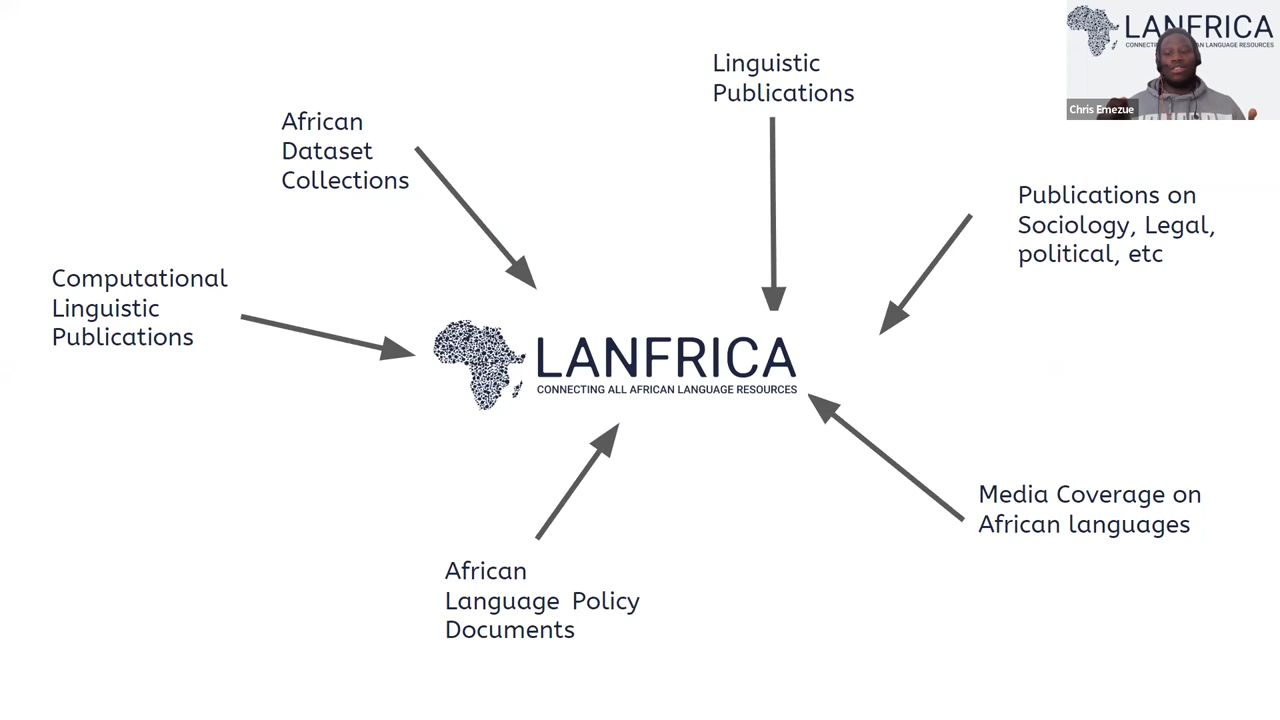 LANFRICA
Chris Emezue
Linguistic
Publications
African
Dataset
Collections
Publications on
Sociology, Legal,
political, etc
Computational
Linguistic
Publications
LANFRICA
CONNECTING ALL AFRICAN LANGUAGE RESOURCES
Media Coverage on
African languages
African
Language Policy
Documents